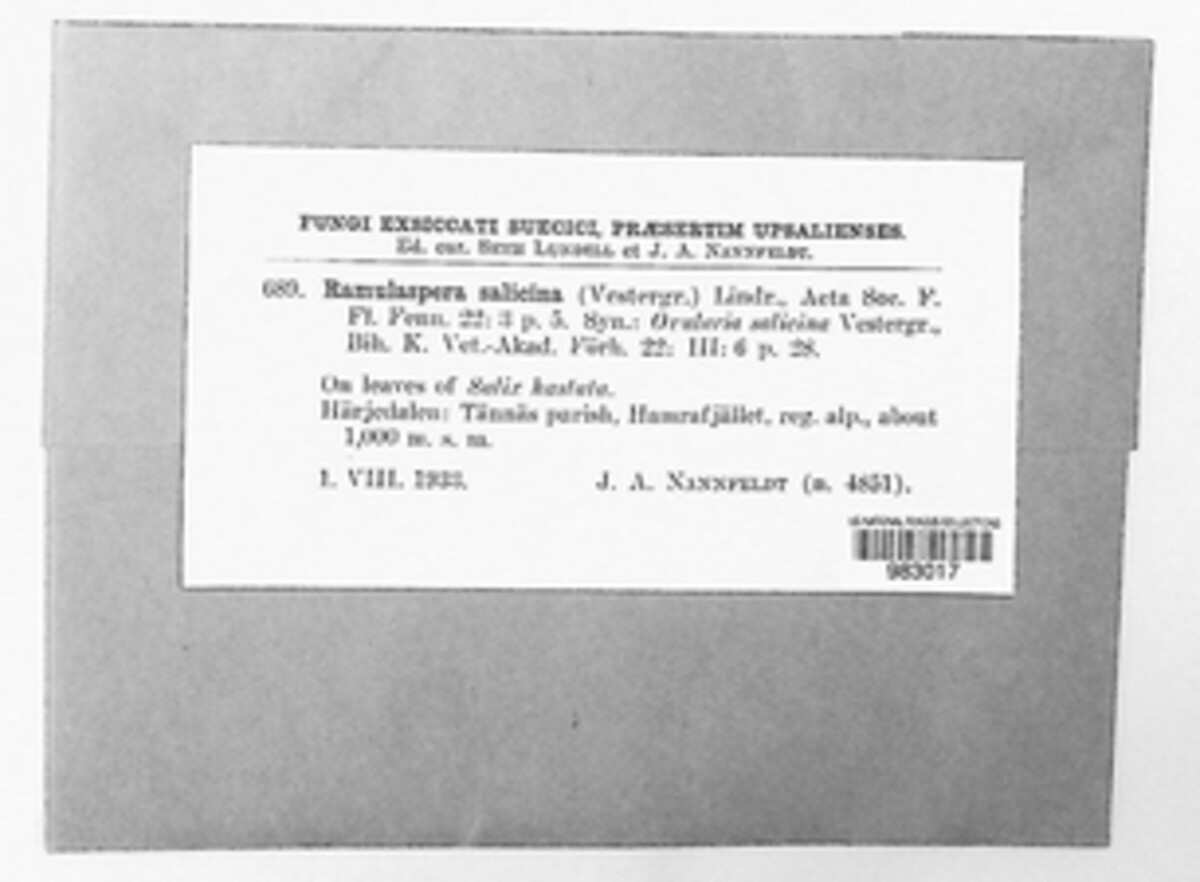 FUNGI EXSICCATI SUECICI, PRÆSERTIM UPSALIENSES.
Ed. cur. SETH LUNDELL et J. A. NANNFELDT.
689. Ramulaspera salicina (Vestergr.) Lindr., Acta Soc. F.
Fl. Fenn. 22: 3 p. 5. Syn.: Ovularia salicina Vestergr.,
Bih. K. Vet.-Akad. Förh. 22: III: 6 p. 28.
On leaves of Salix hastata.
Härjedalen: Tännäs parish, Hamrafjället, reg. alp., about
1,000 m. s. m.
1. VIII. J. A. NANNFELDT (n. 4851).
983017